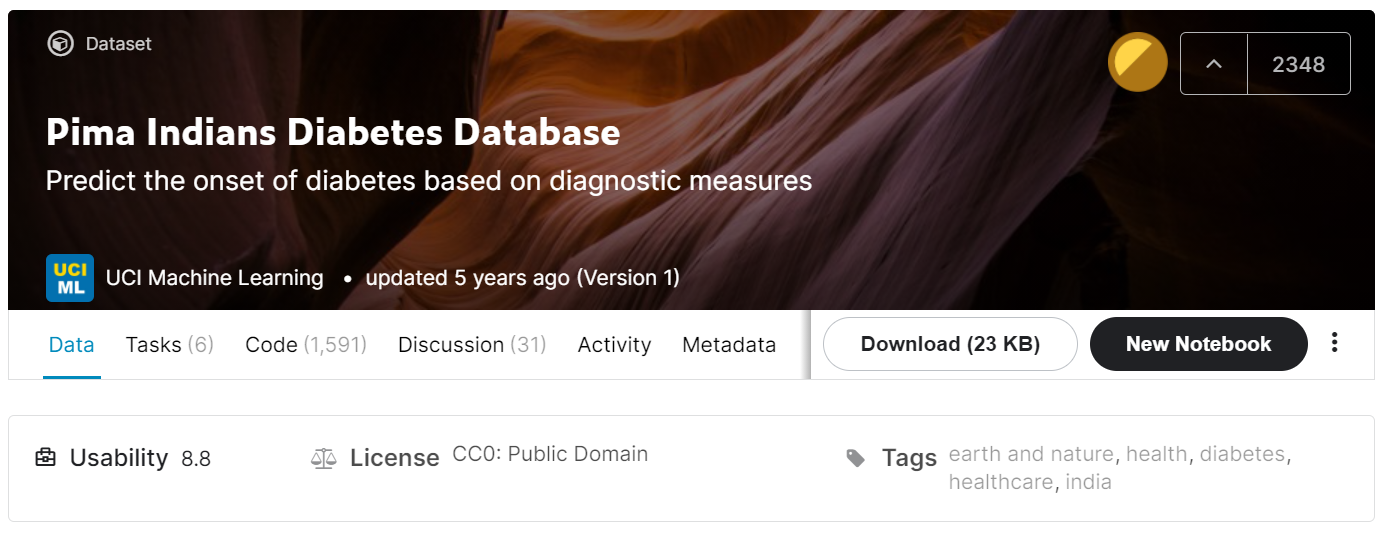 Dataset
2348
Pima Indians Diabetes Database
Predict the onset of diabetes based on diagnostic measures
UCI
ML
UCI Machine Learning • updated 5 years ago (Version 1)
Data Tasks (6) Code (1,591) Discussion (31) Activity Metadata Download (23 KB) New Notebook
Usability 8.8 License CC0: Public Domain Tags earth and nature, health, diabetes,
healthcare, india